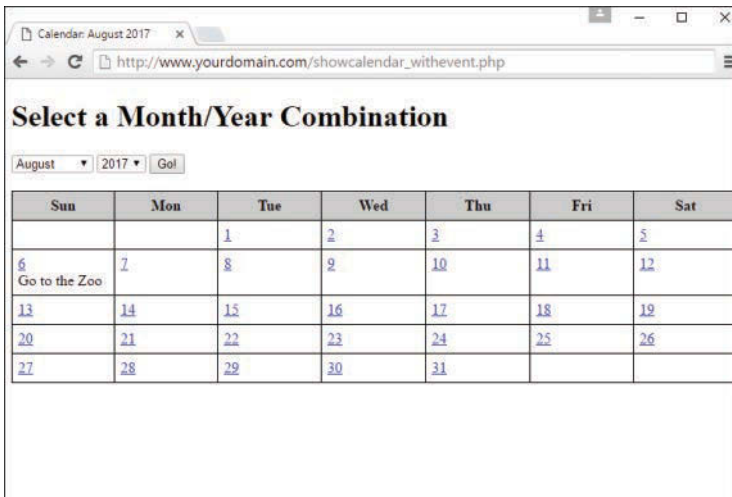 Calendar: August 2017
http://www.yourdomain.com/showcalendar_withevent.php
Select a Month/Year Combination
August 2017 Go!
Sun Mon Tue Wed Thu Fri Sat
1 2 3 4 5
6 7 8 9 10 11 12
Go to the Zoo
13 14 15 16 17 18 19
20 21 22 23 24 25 26
27 28 29 30 31